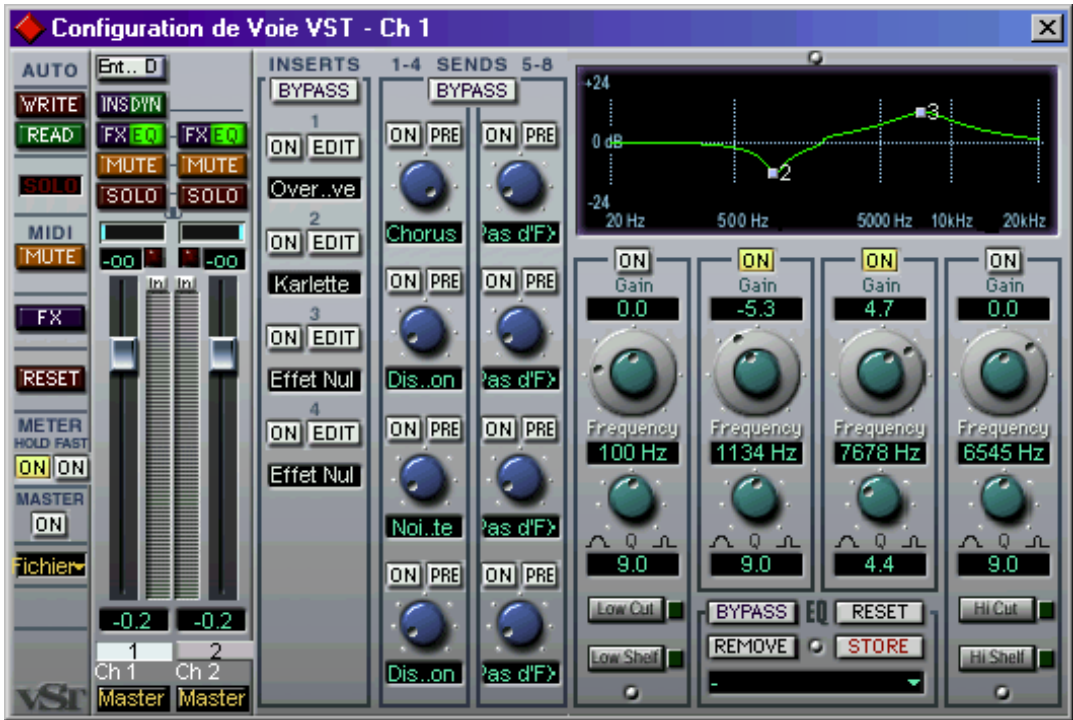 Configuration de Voie VST - Ch 1
AUTO
WRITE
READ
SOLO
MIDI
MUTE
FX
RESET
METER
HOLD FAST
ON ON
MASTER
ON
Fichier
VST
Ent.. D
INS DYN
FX EQ FX EQ
MUTE MUTE
SOLO SOLO
-oo -oo
In In
-0.2 -0.2
1 2
Ch 1 Ch 2
Master Master
INSERTS
BYPASS
1
ON EDIT
Over..ve
2
ON EDIT
Karlette
3
ON EDIT
Effet Nul
4
ON EDIT
Effet Nul
1-4 SENDS 5-8
BYPASS
ON PRE ON PRE
Chorus Pas d'F>
ON PRE ON PRE
Dis..on Pas d'F>
ON PRE ON PRE
Noi..te Pas d'F>
ON PRE ON PRE
Dis..on Pas d'F>
+24
0 dB
-24
20 Hz 500 Hz 5000 Hz 10kHz 20kHz
2
3
ON ON ON ON
Gain Gain Gain Gain
0.0 -5.3 4.7 0.0
Frequency Frequency Frequency Frequency
100 Hz 1134 Hz 7678 Hz 6545 Hz
Q Q Q Q
9.0 9.0 4.4 9.0
Low Cut BYPASS EQ RESET Hi Cut
Low Shelf REMOVE STORE Hi Shelf
-